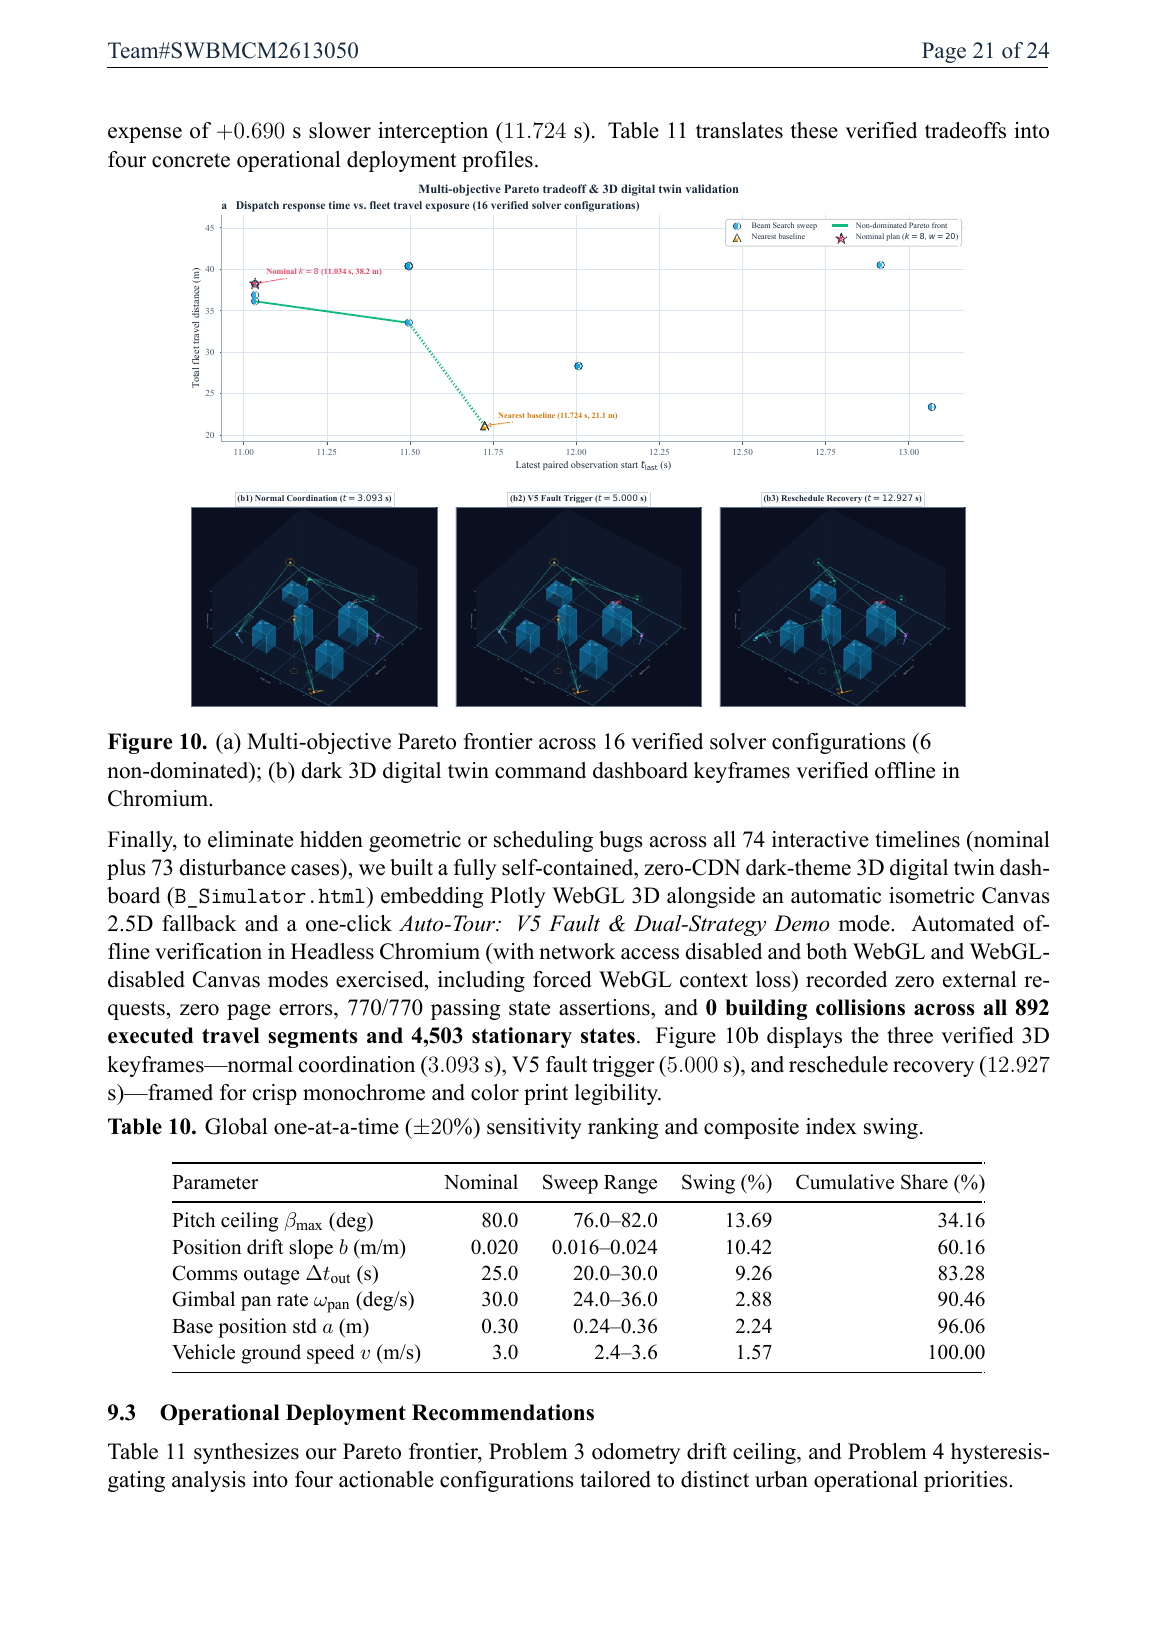 Team#SWBMCM2613050
Page 21 of 24
expense of +0.690 s slower interception (11.724 s). Table 11 translates these verified tradeoffs into
four concrete operational deployment profiles.
Multi-objective Pareto tradeoff & 3D digital twin validation
a Dispatch response time vs. fleet travel exposure (16 verified solver configurations)
Beam Search sweep
Non-dominated Pareto front
Nearest baseline
Nominal plan (k = 8, w = 20)
Total fleet travel distance (m)
45
40
35
30
25
20
Nominal k = 8 (11.034 s, 38.2 m)
Nearest baseline (11.724 s, 21.1 m)
11.00 11.25 11.50 11.75 12.00 12.25 12.50 12.75 13.00
Latest paired observation start t_last (s)
(b1) Normal Coordination (t = 3.093 s)
(b2) V5 Fault Trigger (t = 5.000 s)
(b3) Reschedule Recovery (t = 12.927 s)
Figure 10. (a) Multi-objective Pareto frontier across 16 verified solver configurations (6
non-dominated); (b) dark 3D digital twin command dashboard keyframes verified offline in
Chromium.
Finally, to eliminate hidden geometric or scheduling bugs across all 74 interactive timelines (nominal
plus 73 disturbance cases), we built a fully self-contained, zero-CDN dark-theme 3D digital twin dash-
board (B_Simulator.html) embedding Plotly WebGL 3D alongside an automatic isometric Canvas
2.5D fallback and a one-click Auto-Tour: V5 Fault & Dual-Strategy Demo mode. Automated of-
fline verification in Headless Chromium (with network access disabled and both WebGL and WebGL-
disabled Canvas modes exercised, including forced WebGL context loss) recorded zero external re-
quests, zero page errors, 770/770 passing state assertions, and 0 building collisions across all 892
executed travel segments and 4,503 stationary states. Figure 10b displays the three verified 3D
keyframes—normal coordination (3.093 s), V5 fault trigger (5.000 s), and reschedule recovery (12.927
s)—framed for crisp monochrome and color print legibility.
Table 10. Global one-at-a-time (±20%) sensitivity ranking and composite index swing.
Parameter Nominal Sweep Range Swing (%) Cumulative Share (%)
Pitch ceiling β_max (deg) 80.0 76.0–82.0 13.69 34.16
Position drift slope b (m/m) 0.020 0.016–0.024 10.42 60.16
Comms outage Δt_out (s) 25.0 20.0–30.0 9.26 83.28
Gimbal pan rate ω_pan (deg/s) 30.0 24.0–36.0 2.88 90.46
Base position std a (m) 0.30 0.24–0.36 2.24 96.06
Vehicle ground speed v (m/s) 3.0 2.4–3.6 1.57 100.00
9.3 Operational Deployment Recommendations
Table 11 synthesizes our Pareto frontier, Problem 3 odometry drift ceiling, and Problem 4 hysteresis-
gating analysis into four actionable configurations tailored to distinct urban operational priorities.